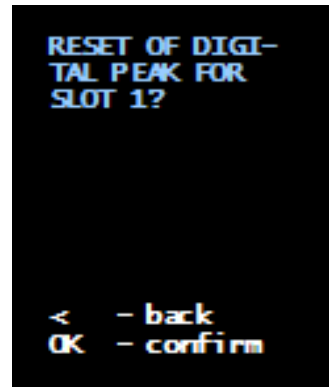 RESET OF DIGI-
TAL PEAK FOR
SLOT 1?
< - back
OK - confirm